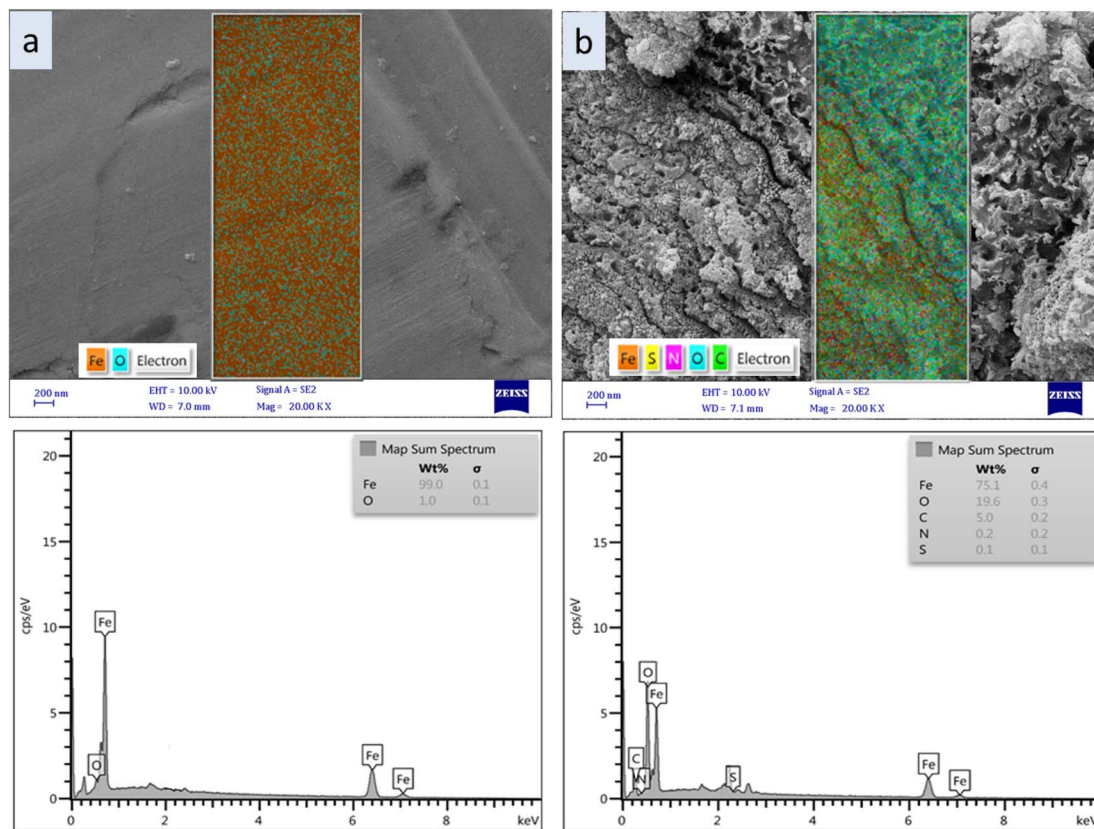 a
Fe O Electron
200 nm
EHT = 10.00 kV
WD = 7.0 mm
Signal A = SE2
Mag = 20.00 K X
ZEISS
b
Fe S N O C Electron
200 nm
EHT = 10.00 kV
WD = 7.1 mm
Signal A = SE2
Mag = 20.00 K X
ZEISS
Map Sum Spectrum
Wt% σ
Fe 99.0 0.1
O 1.0 0.1
20
15
10
5
0
cps/eV
Fe
O
Fe
Fe
0 2 4 6 8 keV
Map Sum Spectrum
Wt% σ
Fe 75.1 0.4
O 19.6 0.3
C 5.0 0.2
N 0.2 0.2
S 0.1 0.1
20
15
10
5
0
cps/eV
O
Fe
C
N
S
Fe
Fe
0 2 4 6 8 keV